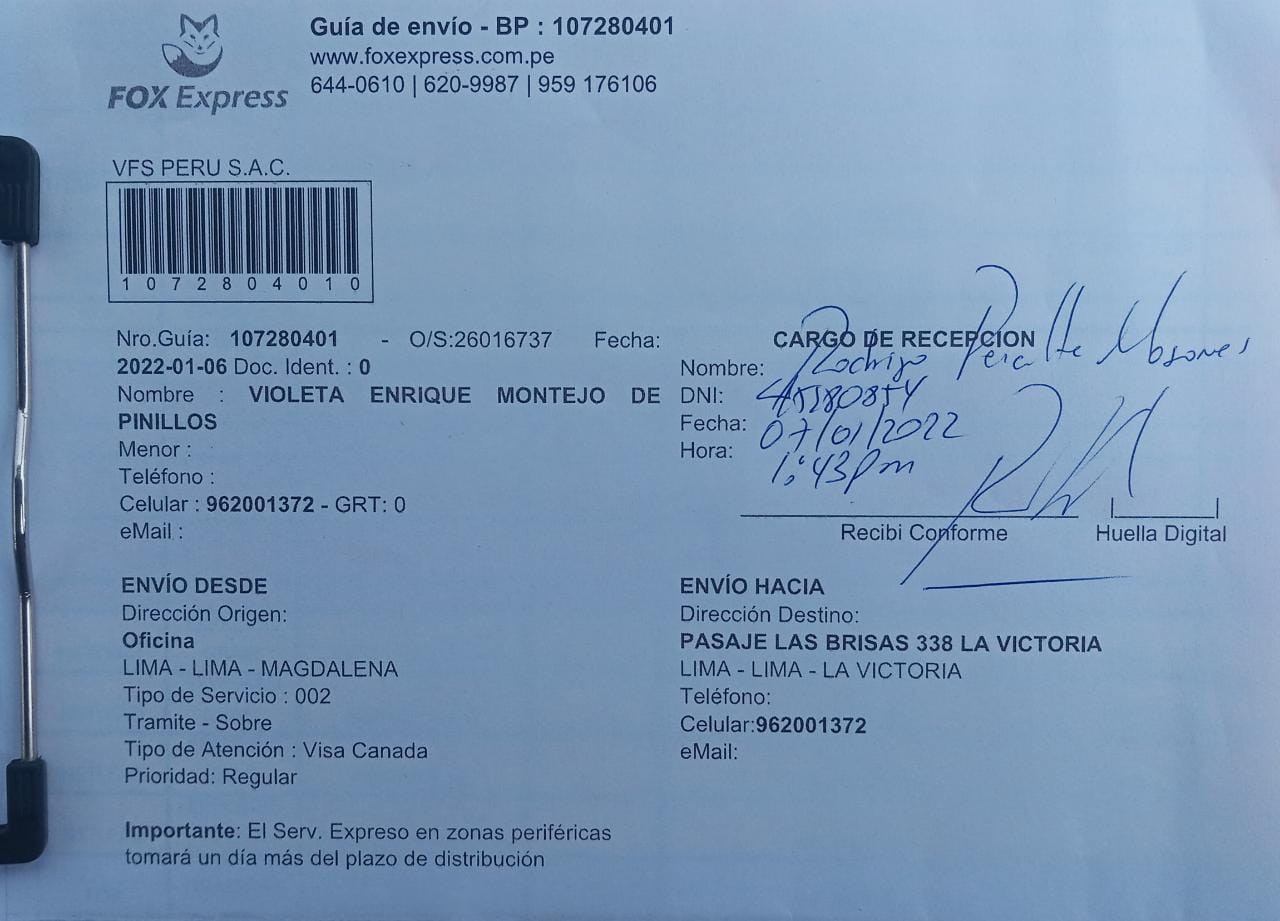 FOX Express
Guía de envío - BP : 107280401
www.foxexpress.com.pe
644-0610 | 620-9987 | 959 176106
VFS PERU S.A.C.
1 0 7 2 8 0 4 0 1 0
Nro.Guía: 107280401 - O/S:26016737 Fecha:
2022-01-06 Doc. Ident. : 0
Nombre : VIOLETA ENRIQUE MONTEJO DE
PINILLOS
Menor :
Teléfono :
Celular : 962001372 - GRT: 0
eMail :
CARGO DE RECEPCION
Nombre: Rodrigo Peralta
DNI:
Fecha: 07/01/2022
Hora: 1:43pm
Recibi Conforme
Huella Digital
ENVÍO DESDE
Dirección Origen:
Oficina
LIMA - LIMA - MAGDALENA
Tipo de Servicio : 002
Tramite - Sobre
Tipo de Atención : Visa Canada
Prioridad: Regular
ENVÍO HACIA
Dirección Destino:
PASAJE LAS BRISAS 338 LA VICTORIA
LIMA - LIMA - LA VICTORIA
Teléfono:
Celular:962001372
eMail:
Importante: El Serv. Expreso en zonas periféricas
tomará un día más del plazo de distribución